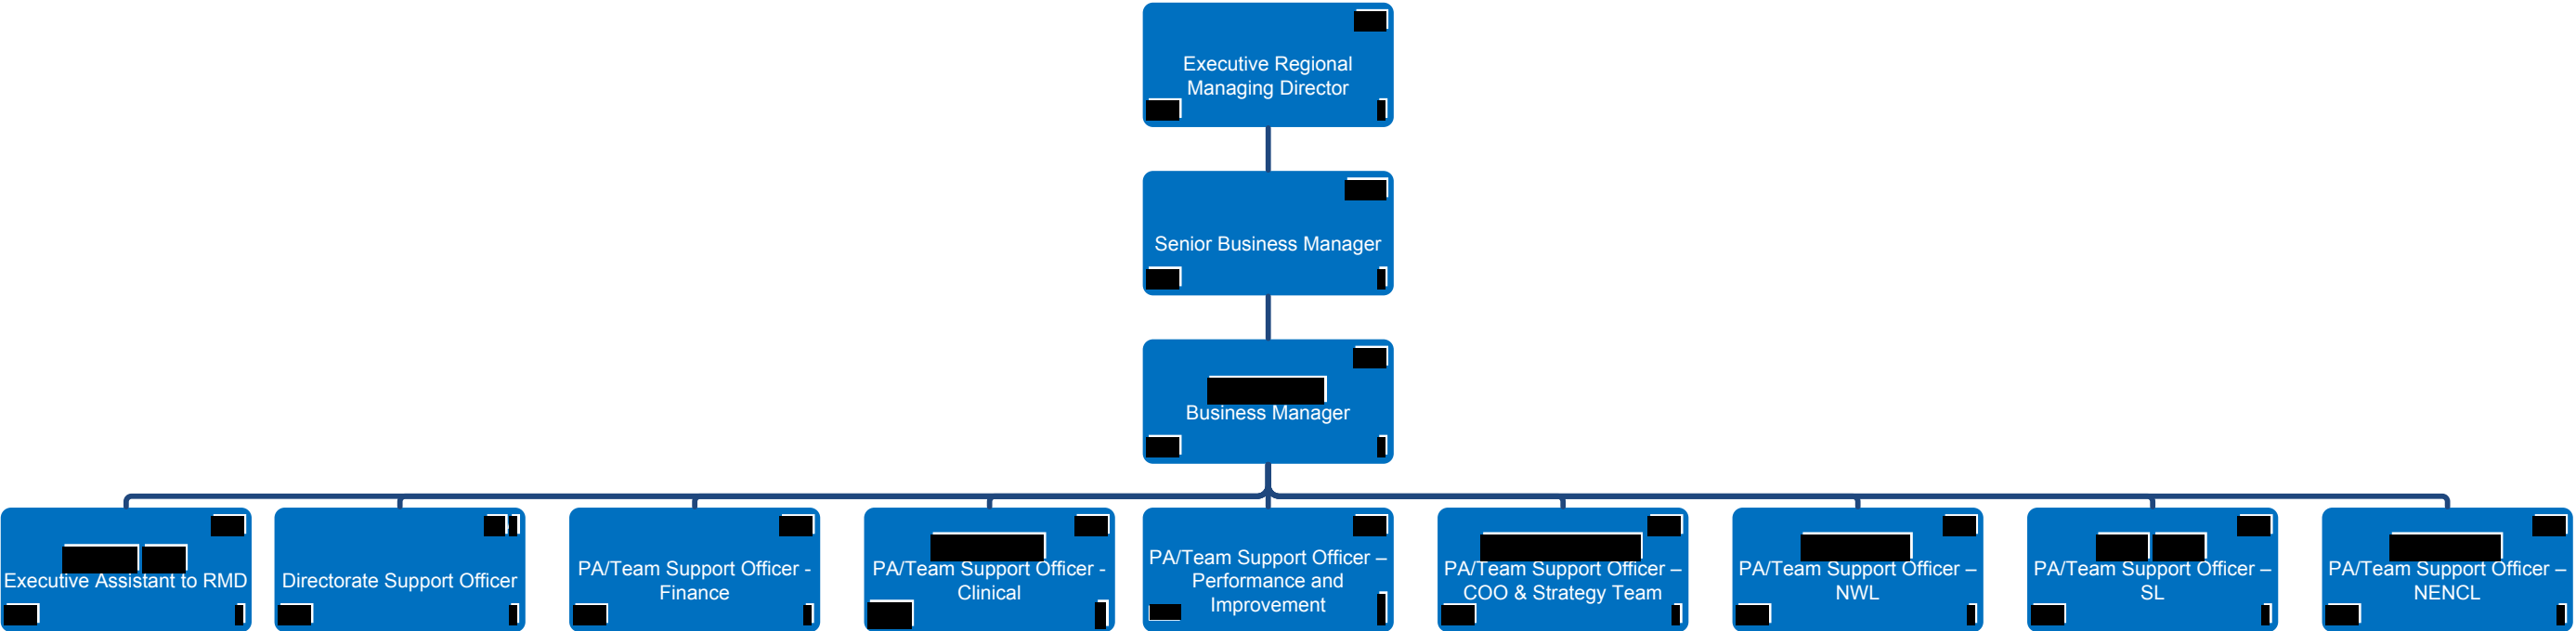 Executive Regional
Managing Director
Senior Business Manager
Business Manager
Executive Assistant to RMD
Directorate Support Officer
PA/Team Support Officer -
Finance
PA/Team Support Officer -
Clinical
PA/Team Support Officer –
Performance and
Improvement
PA/Team Support Officer –
COO & Strategy Team
PA/Team Support Officer –
NWL
PA/Team Support Officer –
SL
PA/Team Support Officer –
NENCL